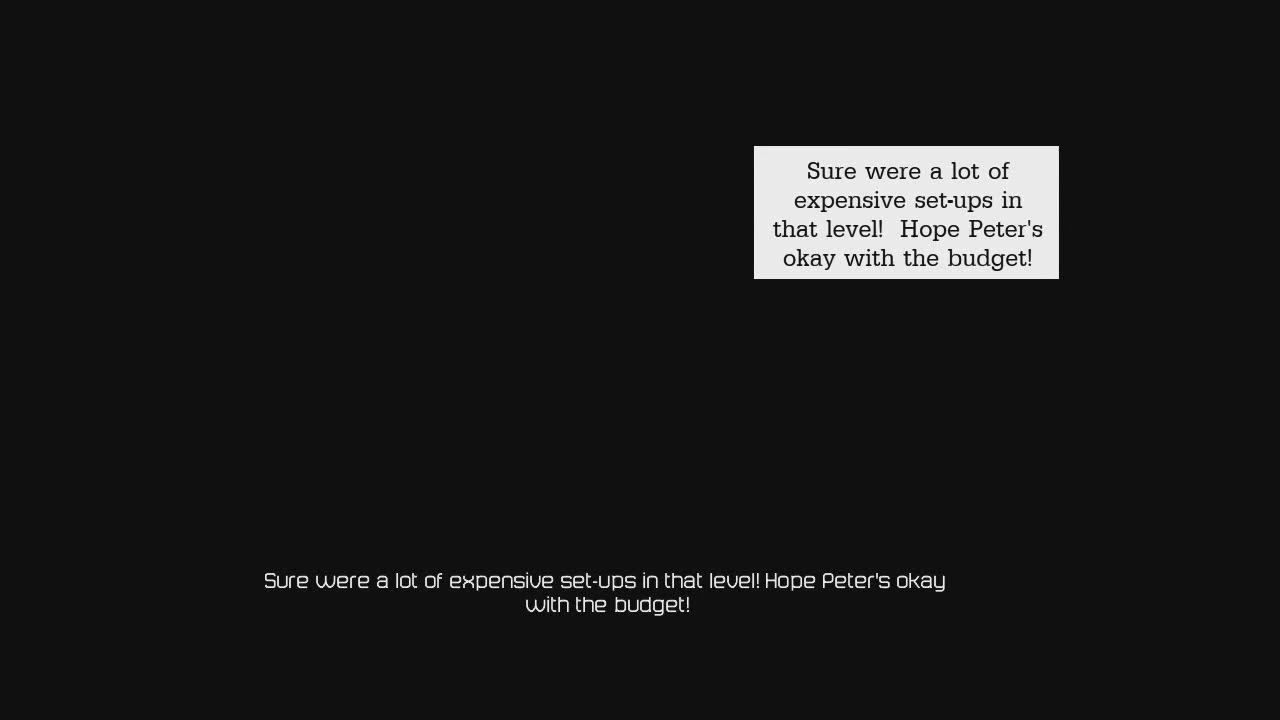 Sure were a lot of
expensive set-ups in
that level!  Hope Peter's
okay with the budget!
Sure were a lot of expensive set-ups in that level! Hope Peter's okay
with the budget!